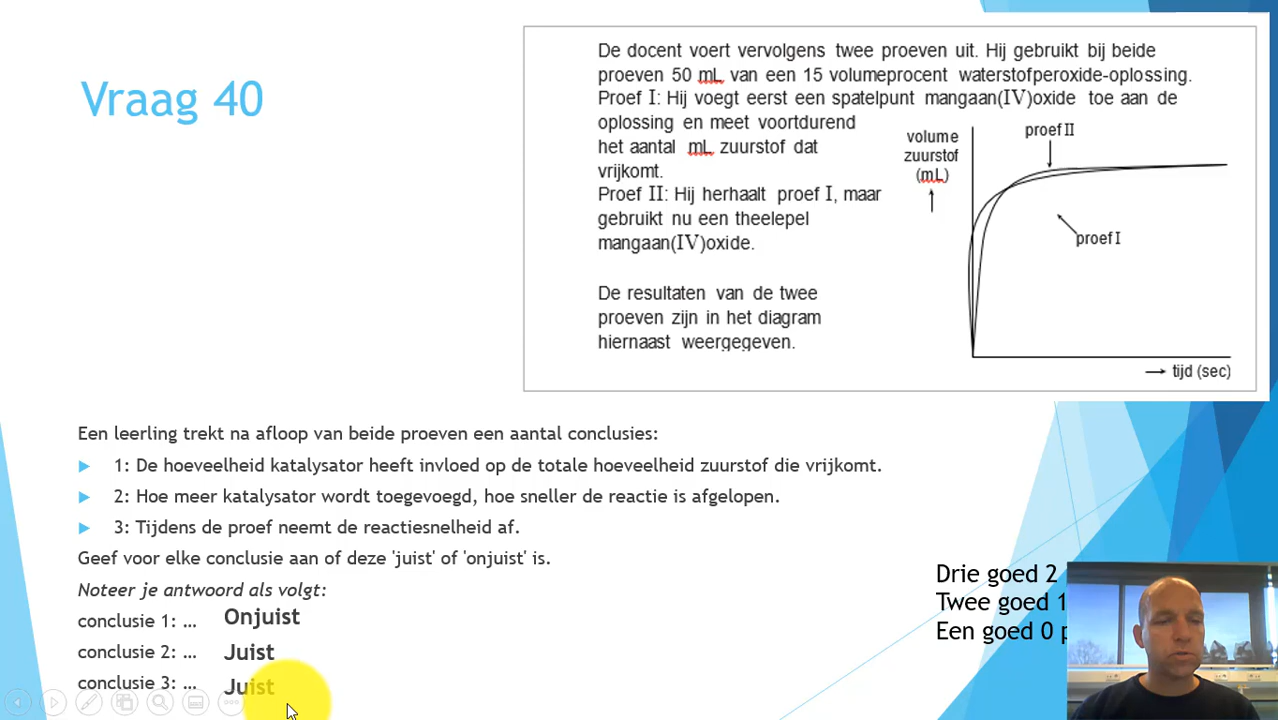 Vraag 40
De docent voert vervolgens twee proeven uit. Hij gebruikt bij beide
proeven 50 mL van een 15 volumeprocent waterstofperoxide-oplossing.
Proef I: Hij voegt eerst een spatelpunt mangaan(IV)oxide toe aan de
oplossing en meet voortdurend
het aantal mL zuurstof dat
vrijkomt.
Proef II: Hij herhaalt proef I, maar
gebruikt nu een theelepel
mangaan(IV)oxide.
De resultaten van de twee
proeven zijn in het diagram
hiernaast weergegeven.
volume
zuurstof
(mL)
proef II
proef I
tijd (sec)
Een leerling trekt na afloop van beide proeven een aantal conclusies:
1: De hoeveelheid katalysator heeft invloed op de totale hoeveelheid zuurstof die vrijkomt.
2: Hoe meer katalysator wordt toegevoegd, hoe sneller de reactie is afgelopen.
3: Tijdens de proef neemt de reactiesnelheid af.
Geef voor elke conclusie aan of deze 'juist' of 'onjuist' is.
Noteer je antwoord als volgt:
conclusie 1: ... Onjuist
conclusie 2: ... Juist
conclusie 3: ... Juist
Drie goed 2
Twee goed 1
Een goed 0